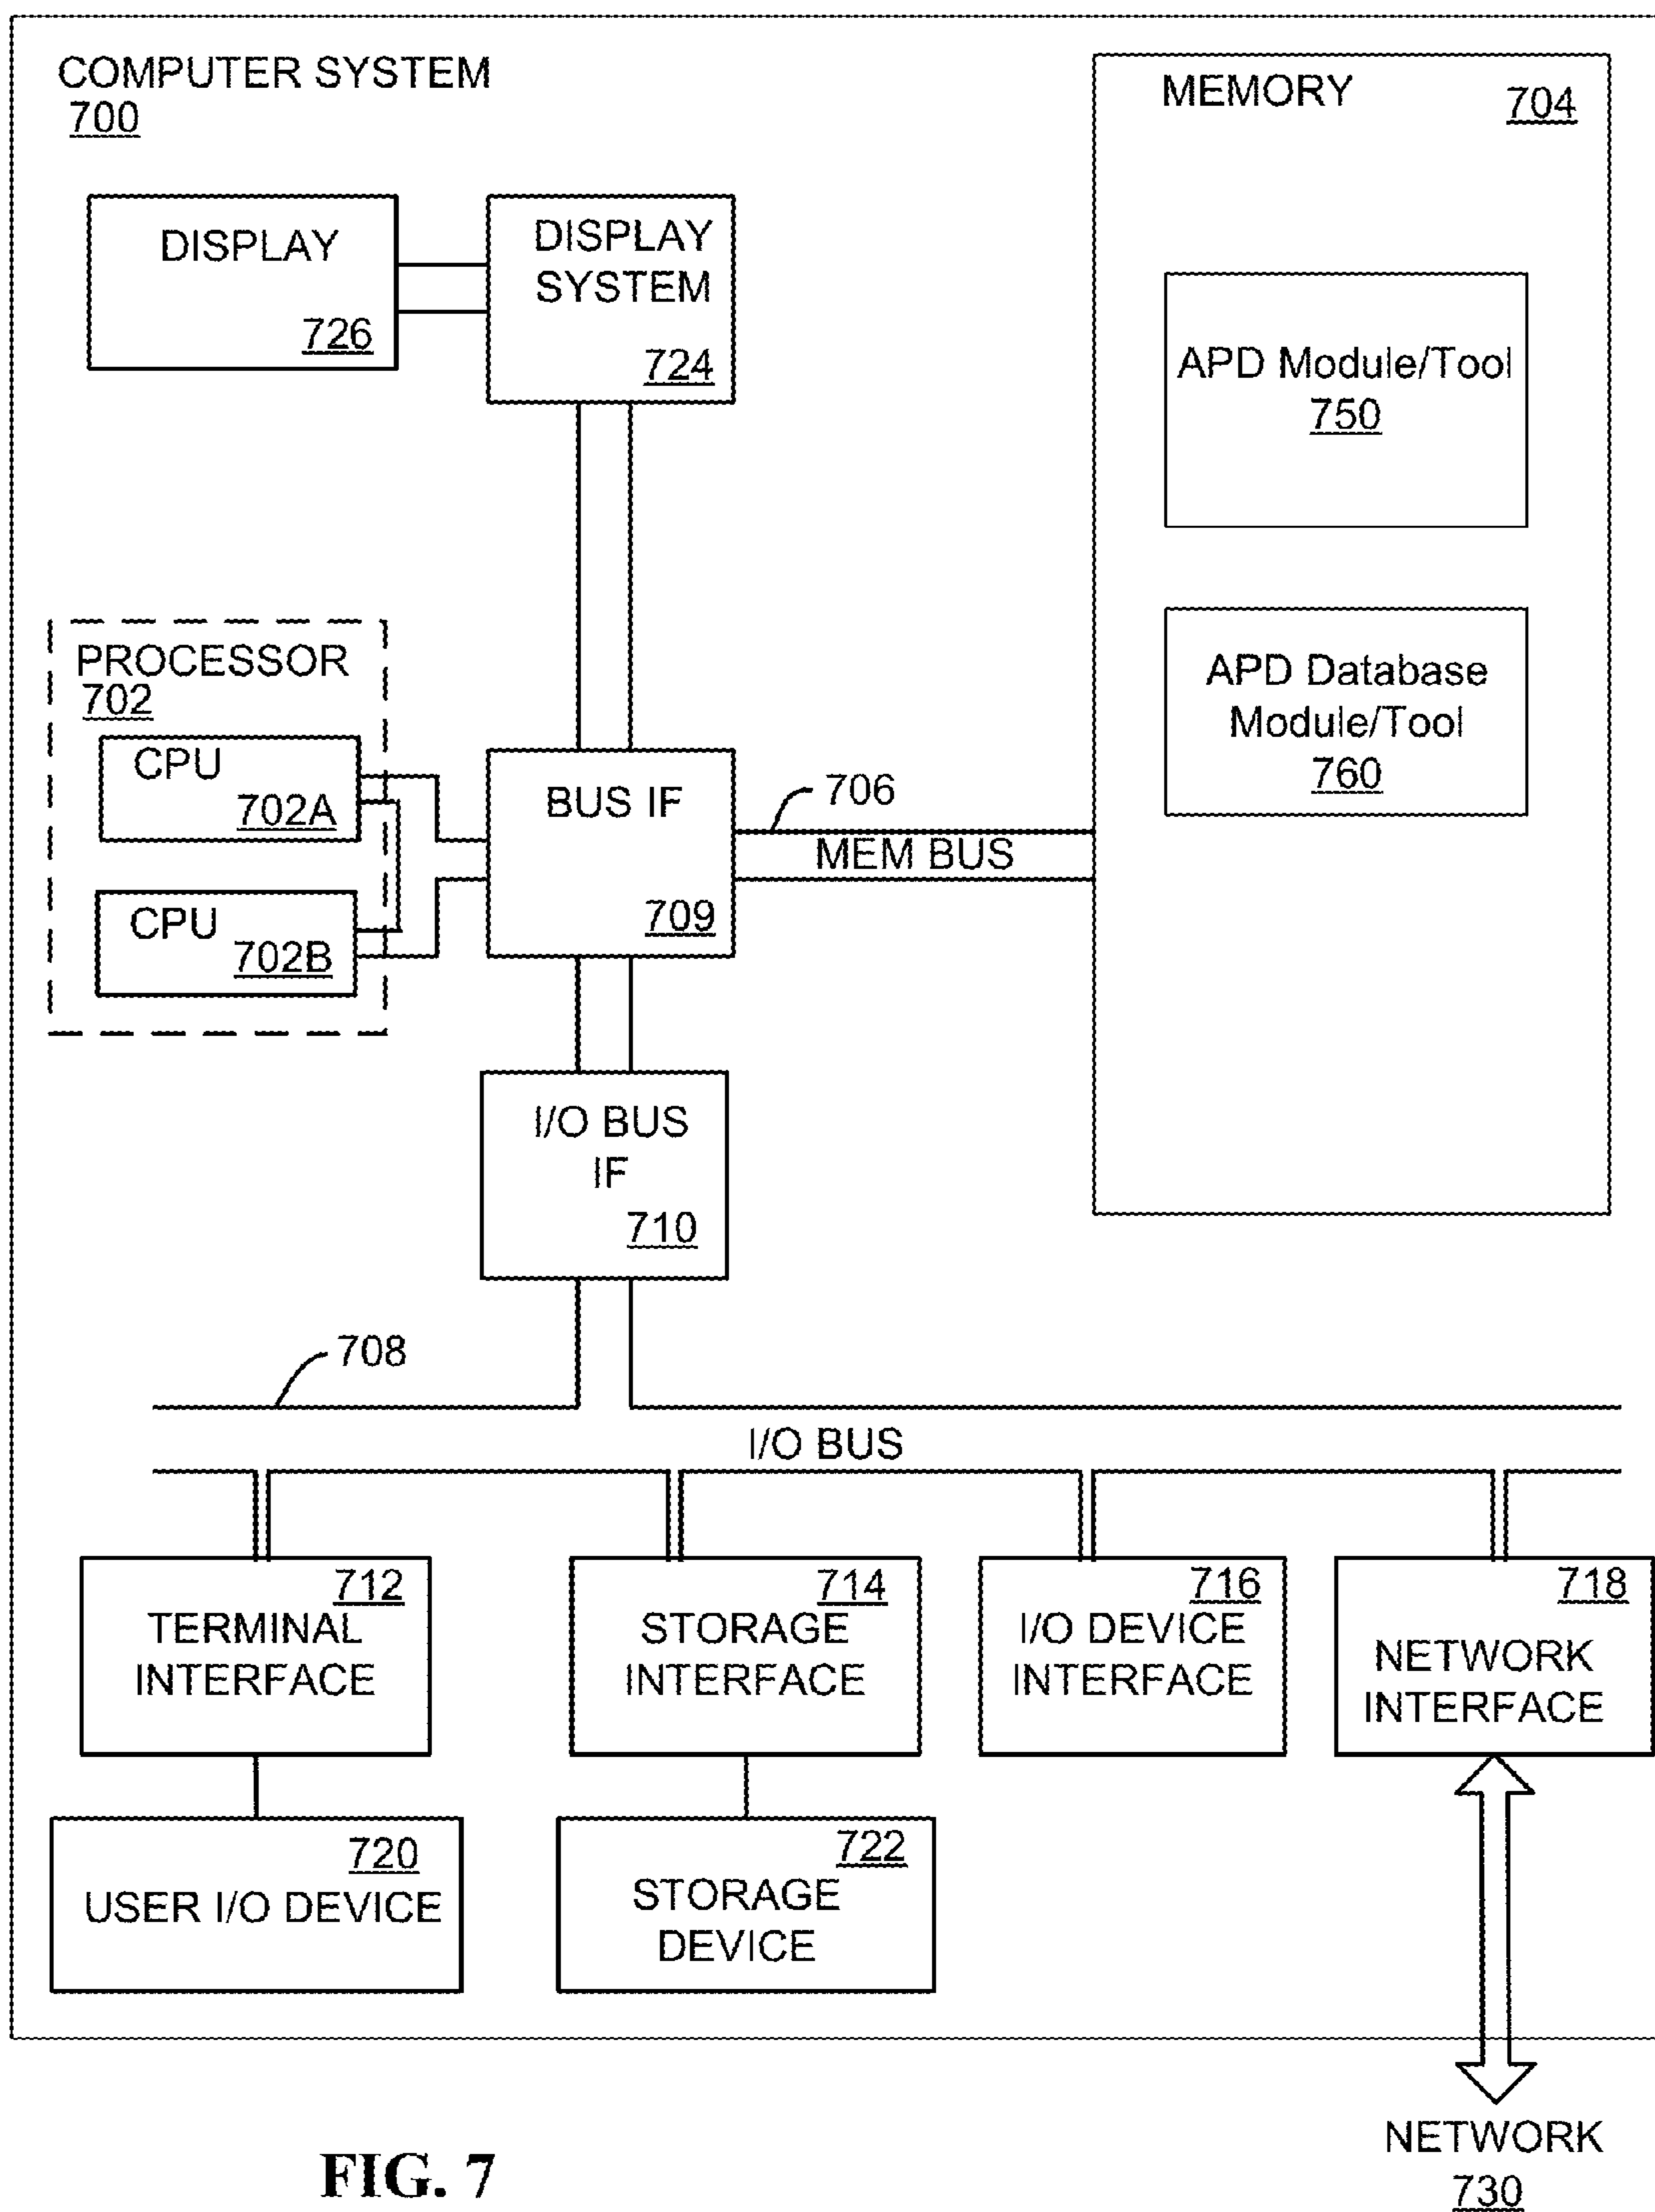 COMPUTER SYSTEM
700
MEMORY
704
DISPLAY
726
DISPLAY
SYSTEM
724
APD Module/Tool
750
APD Database
Module/Tool
760
PROCESSOR
702
CPU
702A
CPU
702B
BUS IF
709
706
MEM BUS
I/O BUS
IF
710
708
I/O BUS
712
TERMINAL
INTERFACE
714
STORAGE
INTERFACE
716
I/O DEVICE
INTERFACE
718
NETWORK
INTERFACE
720
USER I/O DEVICE
722
STORAGE
DEVICE
NETWORK
730
FIG. 7